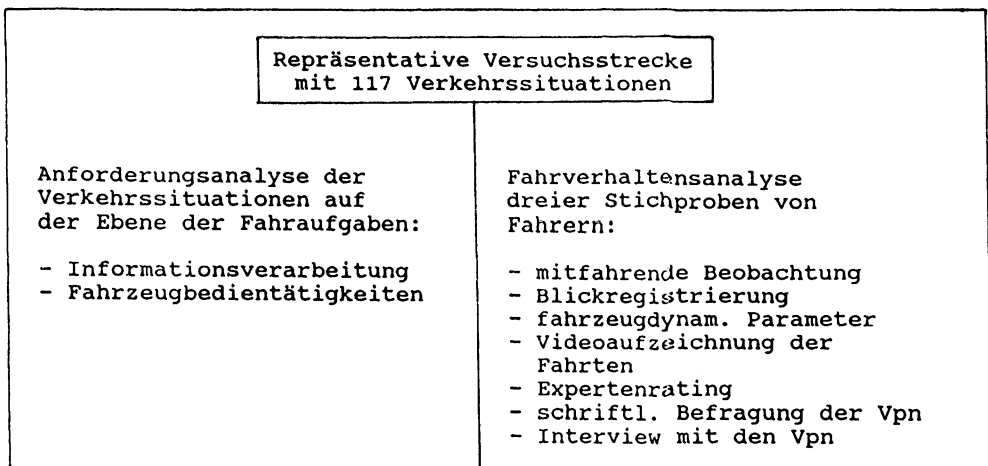 Repräsentative Versuchsstrecke
mit 117 Verkehrssituationen
Anforderungsanalyse der
Verkehrssituationen auf
der Ebene der Fahraufgaben:
- Informationsverarbeitung
- Fahrzeugbedientätigkeiten
Fahrverhaltensanalyse
dreier Stichproben von
Fahrern:
- mitfahrende Beobachtung
- Blickregistrierung
- fahrzeugdynam. Parameter
- Videoaufzeichnung der
Fahrten
- Expertenrating
- schriftl. Befragung der Vpn
- Interview mit den Vpn